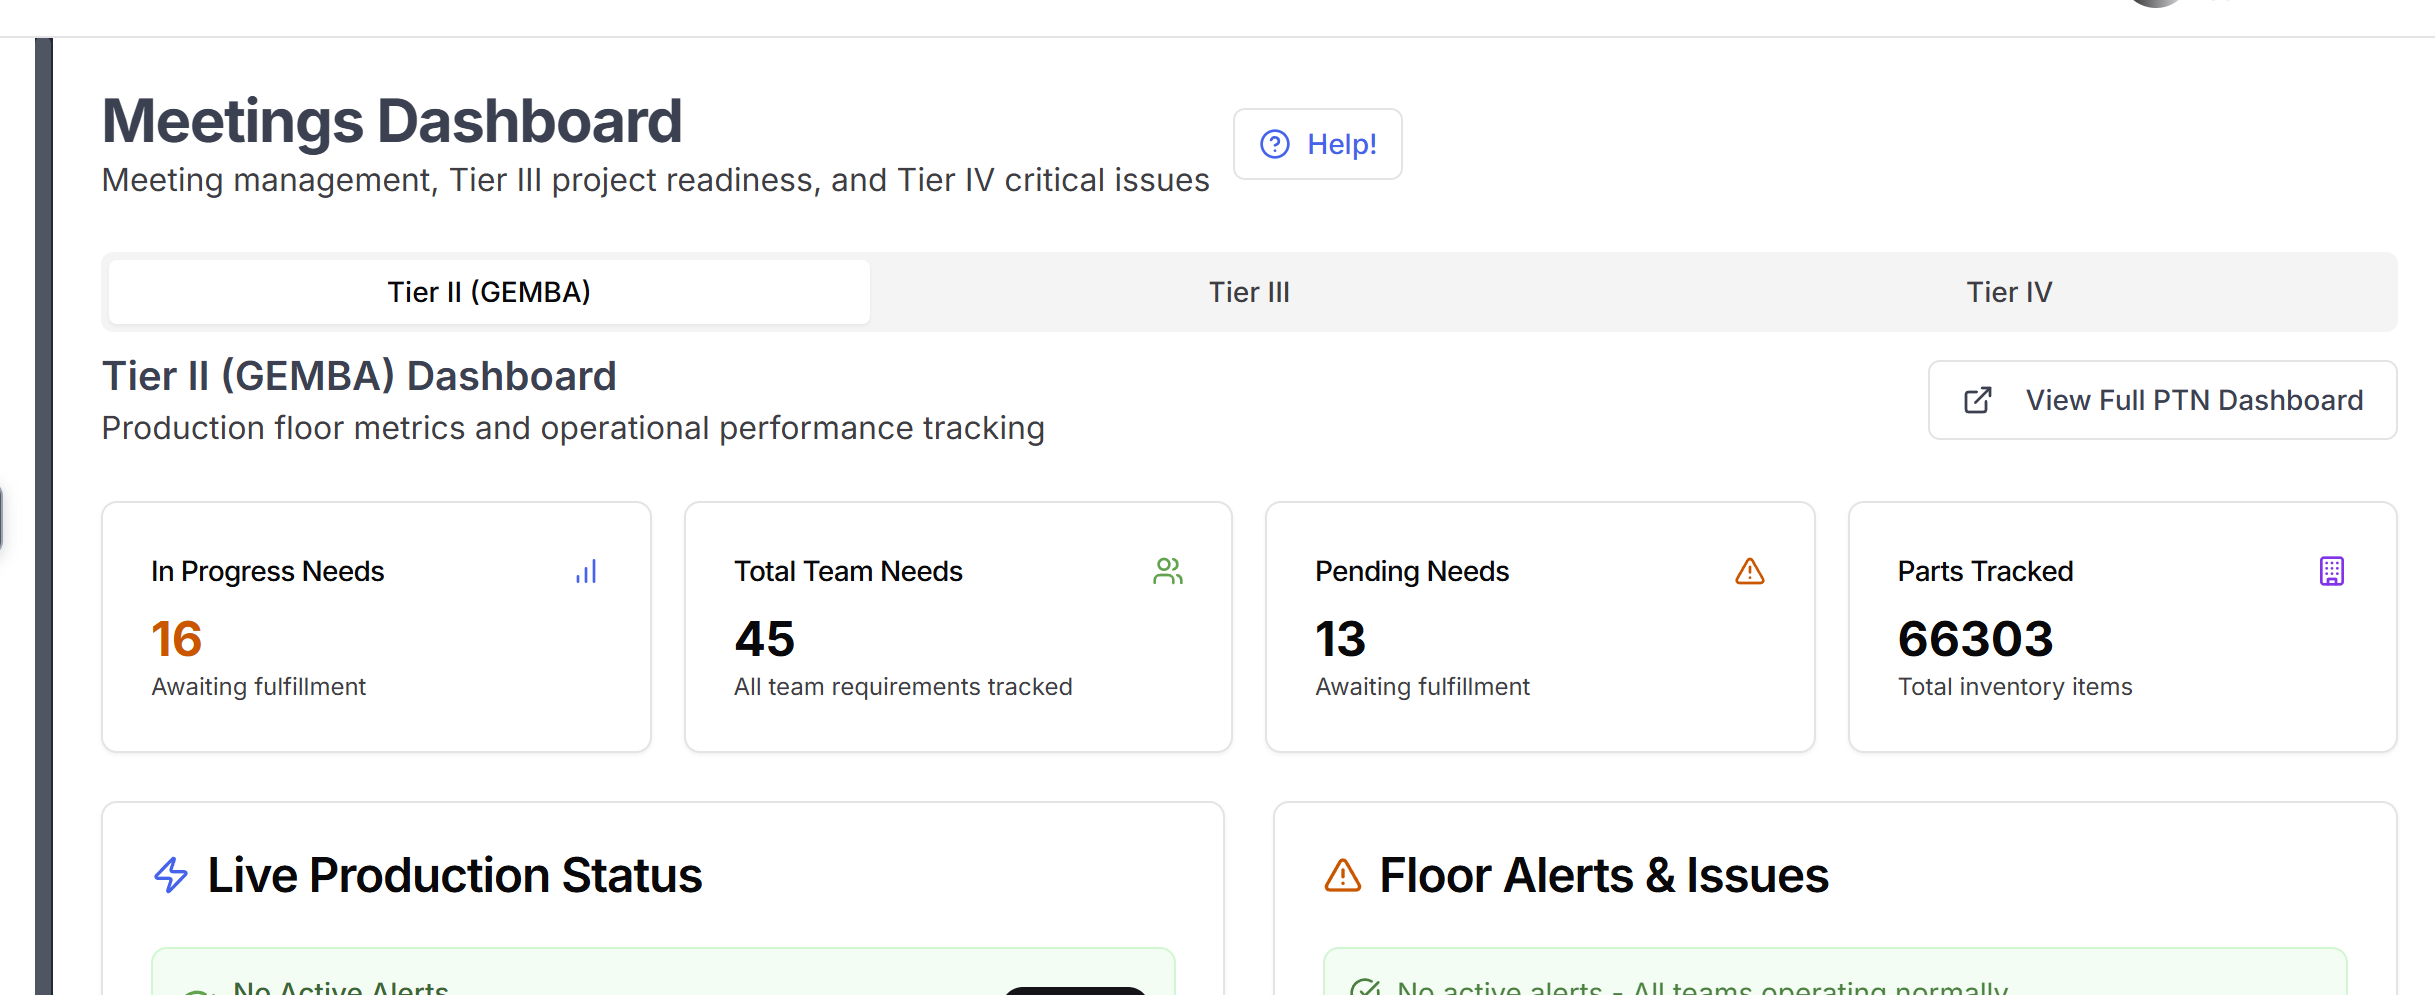 Meetings Dashboard
Meeting management, Tier III project readiness, and Tier IV critical issues
Help!
Tier II (GEMBA)
Tier III
Tier IV
Tier II (GEMBA) Dashboard
Production floor metrics and operational performance tracking
View Full PTN Dashboard
In Progress Needs
16
Awaiting fulfillment
Total Team Needs
45
All team requirements tracked
Pending Needs
13
Awaiting fulfillment
Parts Tracked
66303
Total inventory items
Live Production Status
No Active Alerts
Floor Alerts & Issues
No active alerts - All teams operating normally